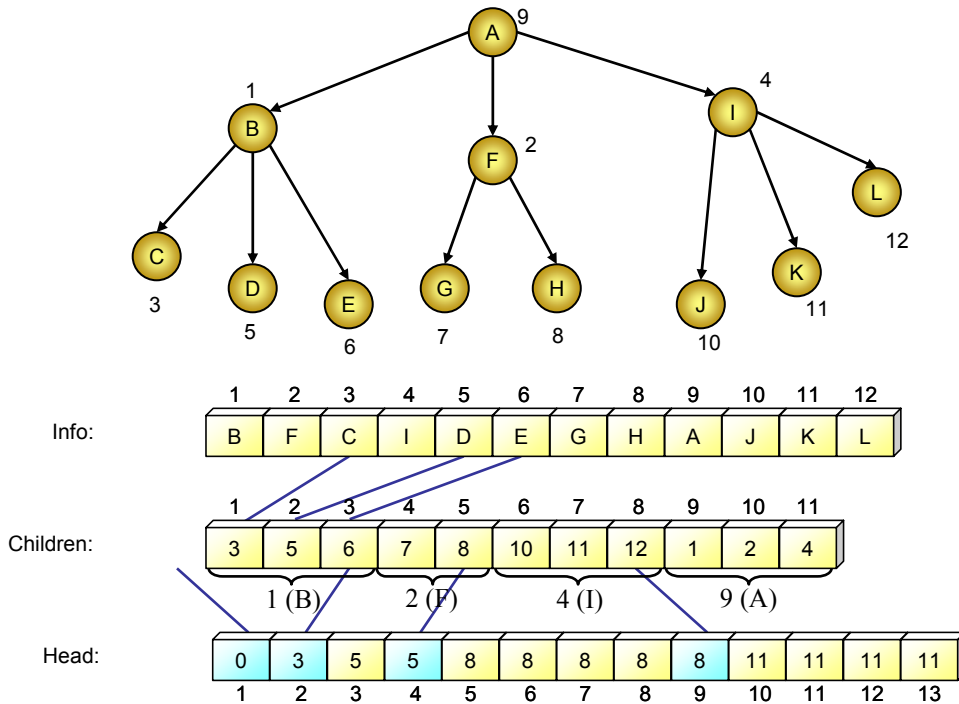 A 9
1
B
4
I
F 2
L
12
C
3
D
5
E
6
G
7
H
8
J
10
K
11
1 2 3 4 5 6 7 8 9 10 11 12
Info: B F C I D E G H A J K L
1 2 3 4 5 6 7 8 9 10 11
Children: 3 5 6 7 8 10 11 12 1 2 4
1 (B) 2 (F) 4 (I) 9 (A)
Head: 0 3 5 5 8 8 8 8 8 11 11 11 11
1 2 3 4 5 6 7 8 9 10 11 12 13